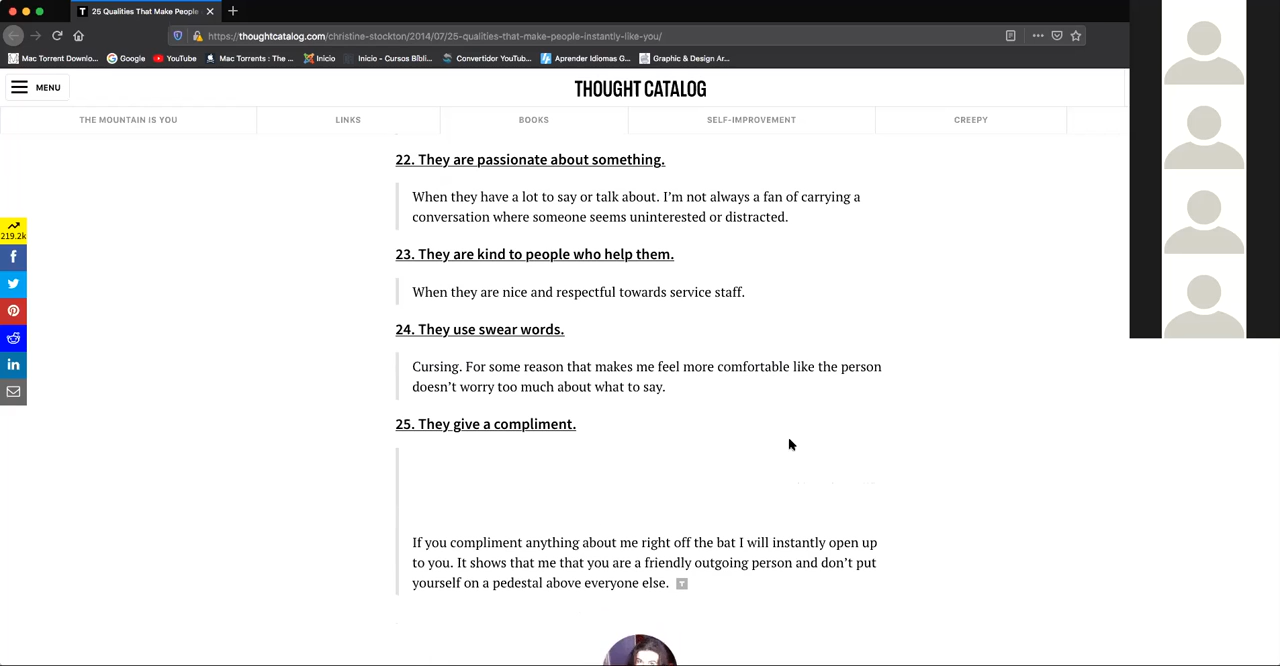 25 Qualities That Make People
https://thoughtcatalog.com/christine-stockton/2014/07/25-qualities-that-make-people-instantly-like-you/
Mac Torrent Downlo... Google YouTube Mac Torrents : The ... Inicio Inicio - Cursos Bíbli... Convertidor YouTub... Aprender Idiomas G... Graphic & Design Ar...
MENU
THOUGHT CATALOG
THE MOUNTAIN IS YOU LINKS BOOKS SELF-IMPROVEMENT CREEPY
22. They are passionate about something.
When they have a lot to say or talk about. I'm not always a fan of carrying a
conversation where someone seems uninterested or distracted.
219.2k
23. They are kind to people who help them.
When they are nice and respectful towards service staff.
24. They use swear words.
Cursing. For some reason that makes me feel more comfortable like the person
doesn't worry too much about what to say.
25. They give a compliment.
If you compliment anything about me right off the bat I will instantly open up
to you. It shows that me that you are a friendly outgoing person and don't put
yourself on a pedestal above everyone else.